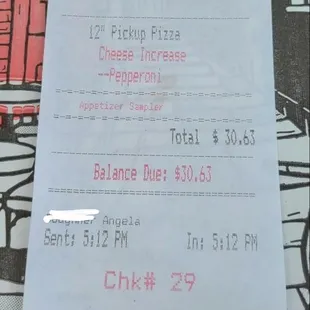 12" Pickup Pizza
Cheese Increase
--Pepperoni
Appetizer Sampler
Total $ 30.63
Balance Due: $30.63
Angela
Sent: 5:12 PM In: 5:12 PM
Chk# 29